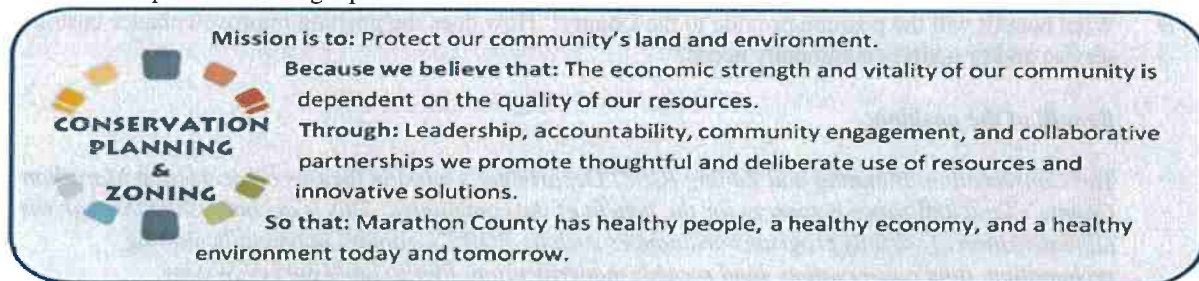 Mission is to: Protect our community's land and environment.
Because we believe that: The economic strength and vitality of our community is
dependent on the quality of our resources.
Through: Leadership, accountability, community engagement, and collaborative
partnerships we promote thoughtful and deliberate use of resources and
innovative solutions.
So that: Marathon County has healthy people, a healthy economy, and a healthy
environment today and tomorrow.
CONSERVATION
PLANNING
&
ZONING